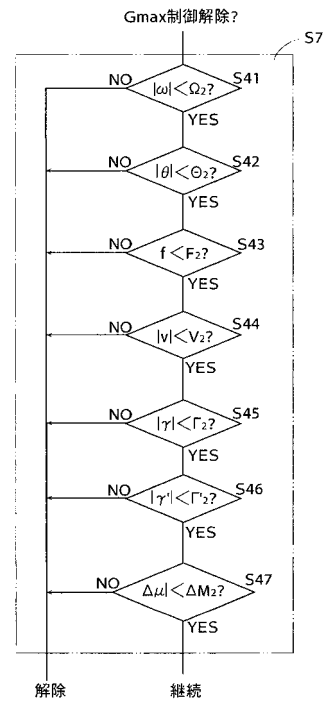 Gmax制御解除?
S7
NO
|ω|<Ω₂?
S41
YES
NO
|θ|<Θ₂?
S42
YES
NO
f<F₂?
S43
YES
NO
|v|<V₂?
S44
YES
NO
|γ|<Γ₂?
S45
YES
NO
|γ'|<Γ'₂?
S46
YES
NO
Δμ|<ΔM₂?
S47
YES
解除
継続